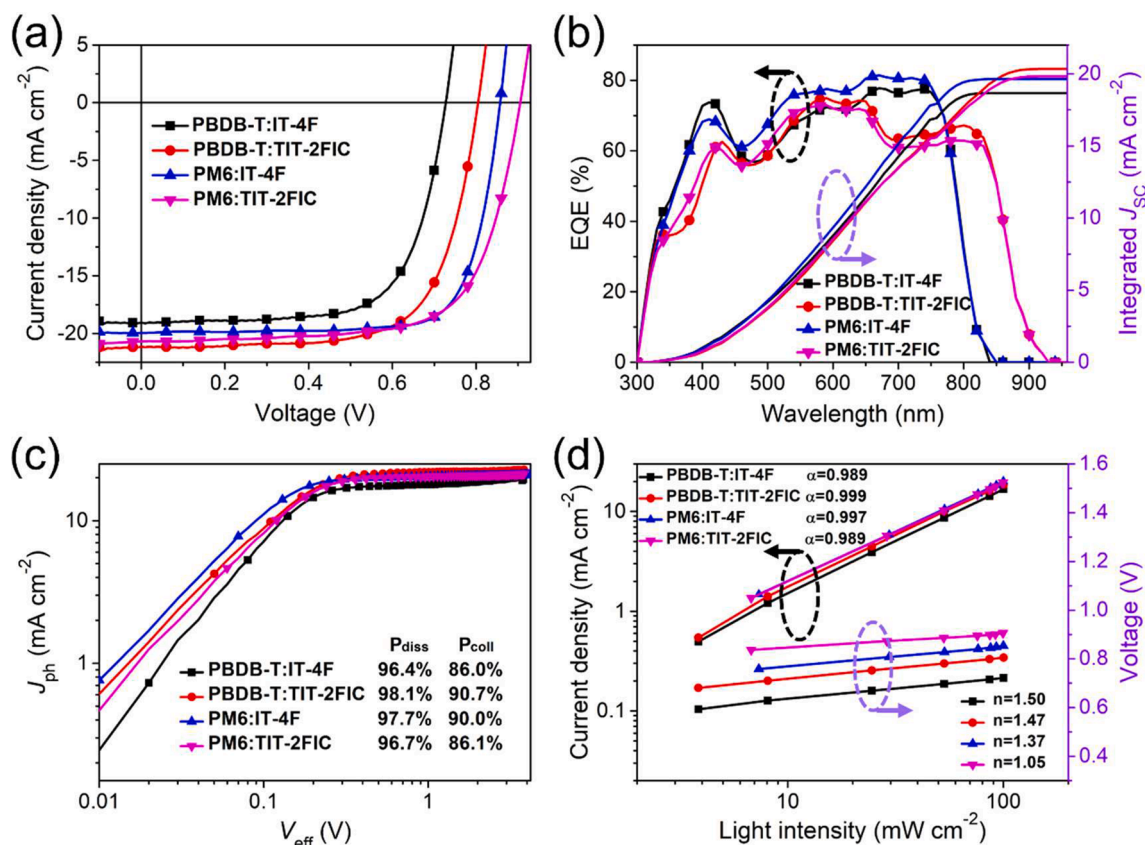 (a)
Current density (mA cm-2)
5
0
-5
-10
-15
-20
PBDB-T:IT-4F
PBDB-T:TIT-2FIC
PM6:IT-4F
PM6:TIT-2FIC
0.0 0.2 0.4 0.6 0.8
Voltage (V)
(b)
EQE (%)
80
60
40
20
0
PBDB-T:IT-4F
PBDB-T:TIT-2FIC
PM6:IT-4F
PM6:TIT-2FIC
300 400 500 600 700 800 900
Wavelength (nm)
20
15
10
5
0
Integrated JSC (mA cm-2)
(c)
Jph (mA cm-2)
10
1
Pdiss Pcoll
PBDB-T:IT-4F 96.4% 86.0%
PBDB-T:TIT-2FIC 98.1% 90.7%
PM6:IT-4F 97.7% 90.0%
PM6:TIT-2FIC 96.7% 86.1%
0.01 0.1 1
Veff (V)
(d)
Current density (mA cm-2)
10
1
0.1
PBDB-T:IT-4F α=0.989
PBDB-T:TIT-2FIC α=0.999
PM6:IT-4F α=0.997
PM6:TIT-2FIC α=0.989
n=1.50
n=1.47
n=1.37
n=1.05
10 100
Light intensity (mW cm-2)
1.6
1.4
1.2
1.0
0.8
0.6
0.4
Voltage (V)